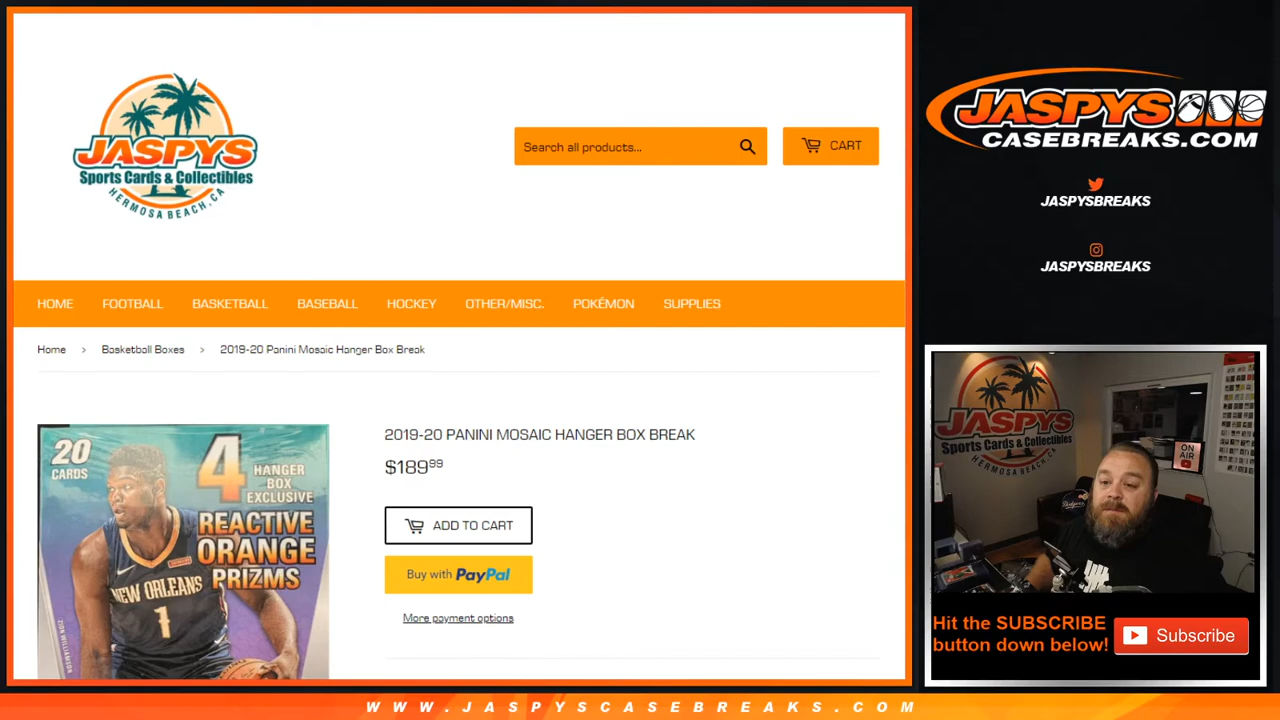 JASPYS
Sports Cards & Collectibles
HERMOSA BEACH, CA
Search all products...
CART
HOME
FOOTBALL
BASKETBALL
BASEBALL
HOCKEY
OTHER/MISC.
POKÉMON
SUPPLIES
Home › Basketball Boxes › 2019-20 Panini Mosaic Hanger Box Break
20
CARDS
4
HANGER
BOX
EXCLUSIVE
REACTIVE
ORANGE
PRIZMS
NEW ORLEANS
1
ZION WILLIAMSON
2019-20 PANINI MOSAIC HANGER BOX BREAK
$189.99
ADD TO CART
Buy with PayPal
More payment options
JASPYS
CASEBREAKS.COM
JASPYSBREAKS
JASPYSBREAKS
JASPYS
Sports Cards & Collectibles
HERMOSA BEACH, CA
ON
AIR
Dodgers
Hit the SUBSCRIBE
button down below!
Subscribe
WWW.JASPYSCASEBREAKS.COM